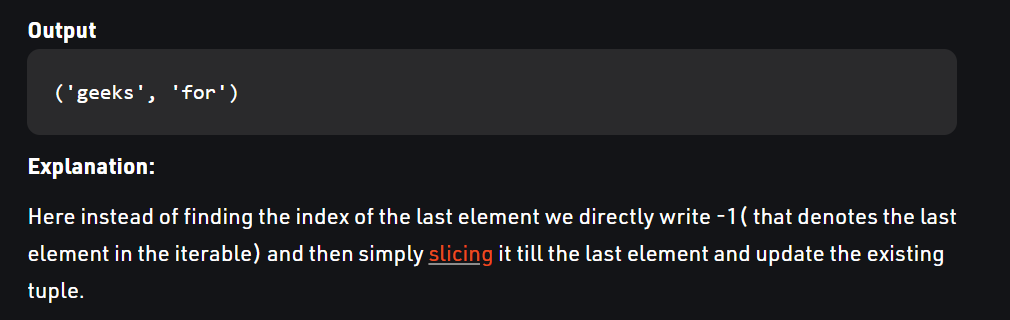 Output
('geeks', 'for')
Explanation:
Here instead of finding the index of the last element we directly write -1( that denotes the last
element in the iterable) and then simply slicing it till the last element and update the existing
tuple.